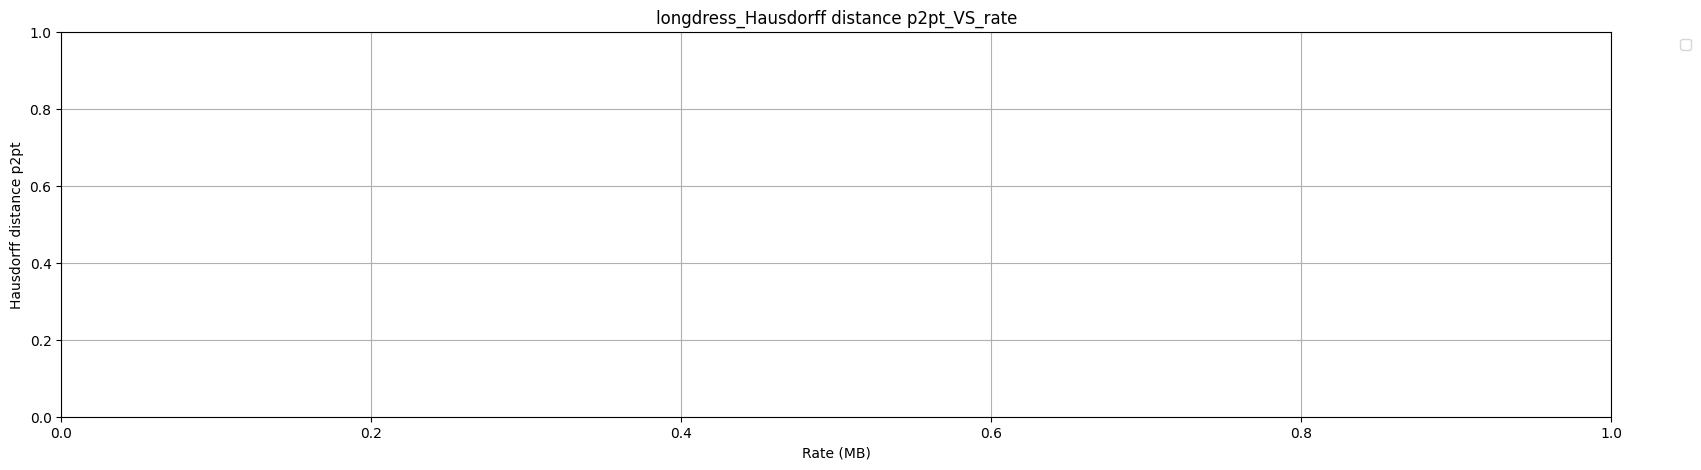 longdress_Hausdorff distance p2pt_VS_rate
1.0
0.8
0.6
0.4
0.2
0.0
Hausdorff distance p2pt
0.0 0.2 0.4 0.6 0.8 1.0
Rate (MB)